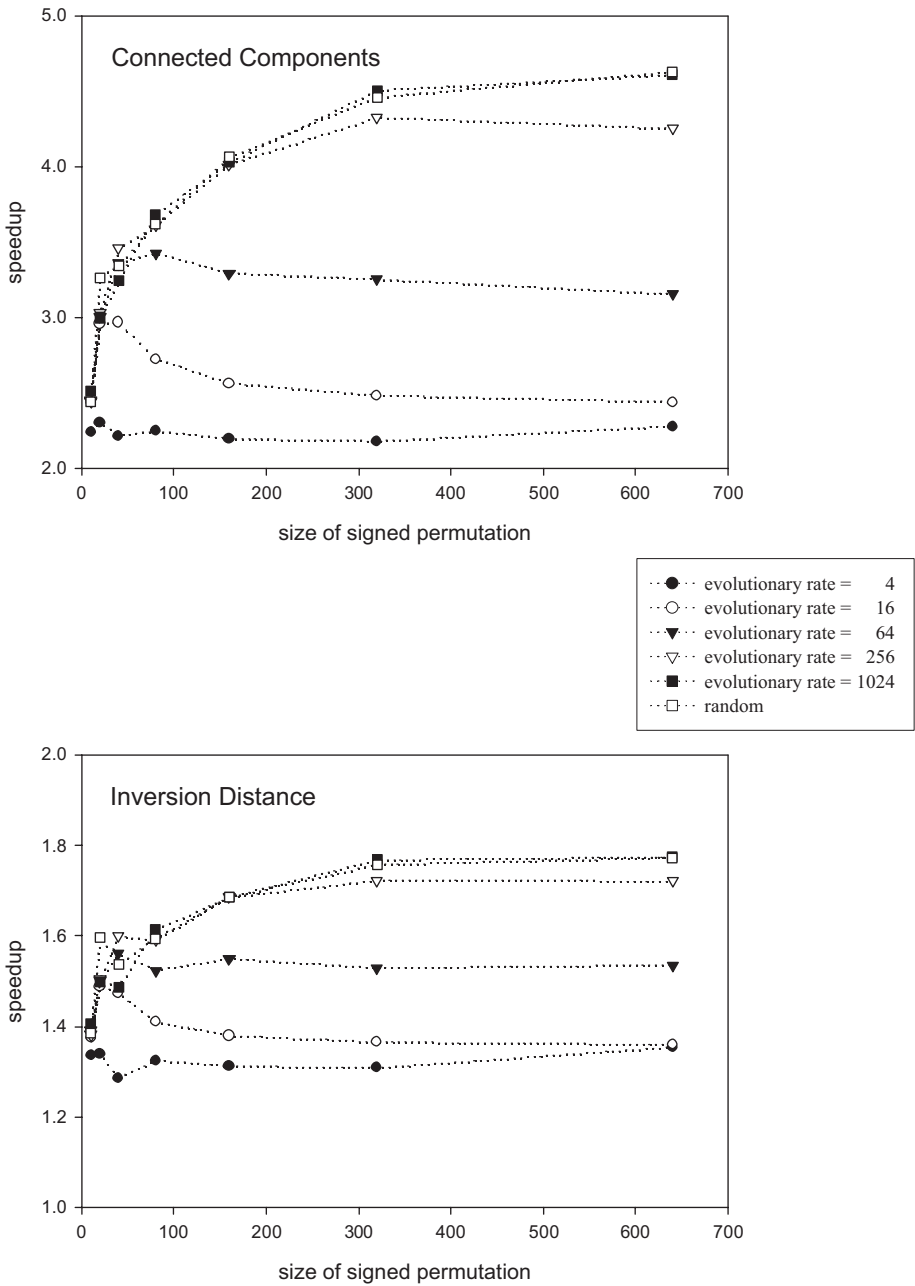 Connected Components
speedup
5.0
4.0
3.0
2.0
0 100 200 300 400 500 600 700
size of signed permutation
evolutionary rate = 4
evolutionary rate = 16
evolutionary rate = 64
evolutionary rate = 256
evolutionary rate = 1024
random
Inversion Distance
speedup
2.0
1.8
1.6
1.4
1.2
1.0
0 100 200 300 400 500 600 700
size of signed permutation